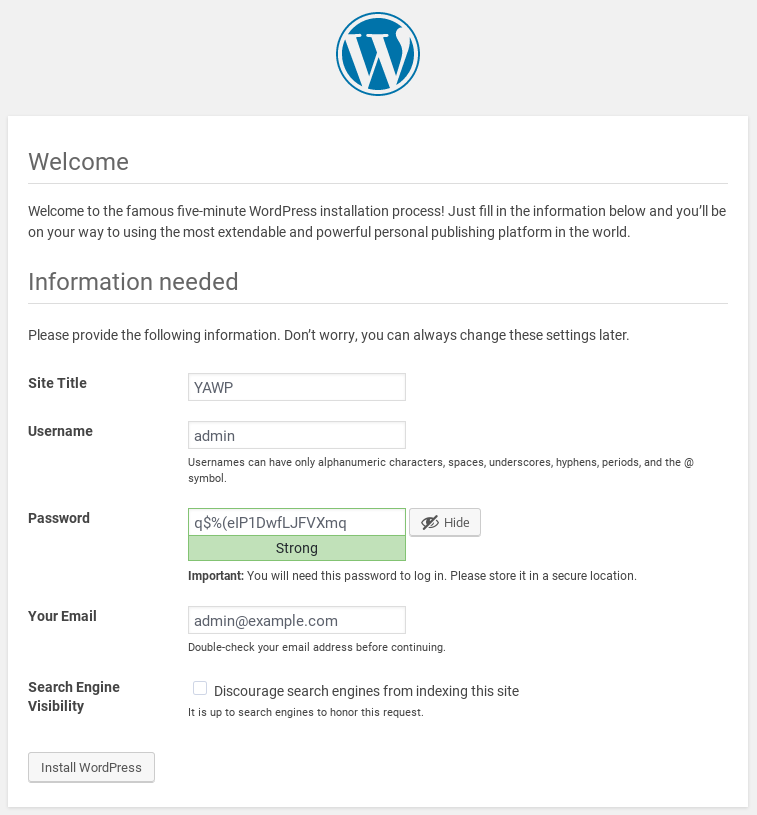 Welcome
Welcome to the famous five-minute WordPress installation process! Just fill in the information below and you’ll be
on your way to using the most extendable and powerful personal publishing platform in the world.
Information needed
Please provide the following information. Don’t worry, you can always change these settings later.
Site Title
YAWP
Username
admin
Usernames can have only alphanumeric characters, spaces, underscores, hyphens, periods, and the @
symbol.
Password
q$%(eIP1DwfLJFVXmq
Hide
Strong
Important: You will need this password to log in. Please store it in a secure location.
Your Email
admin@example.com
Double-check your email address before continuing.
Search Engine
Visibility
Discourage search engines from indexing this site
It is up to search engines to honor this request.
Install WordPress